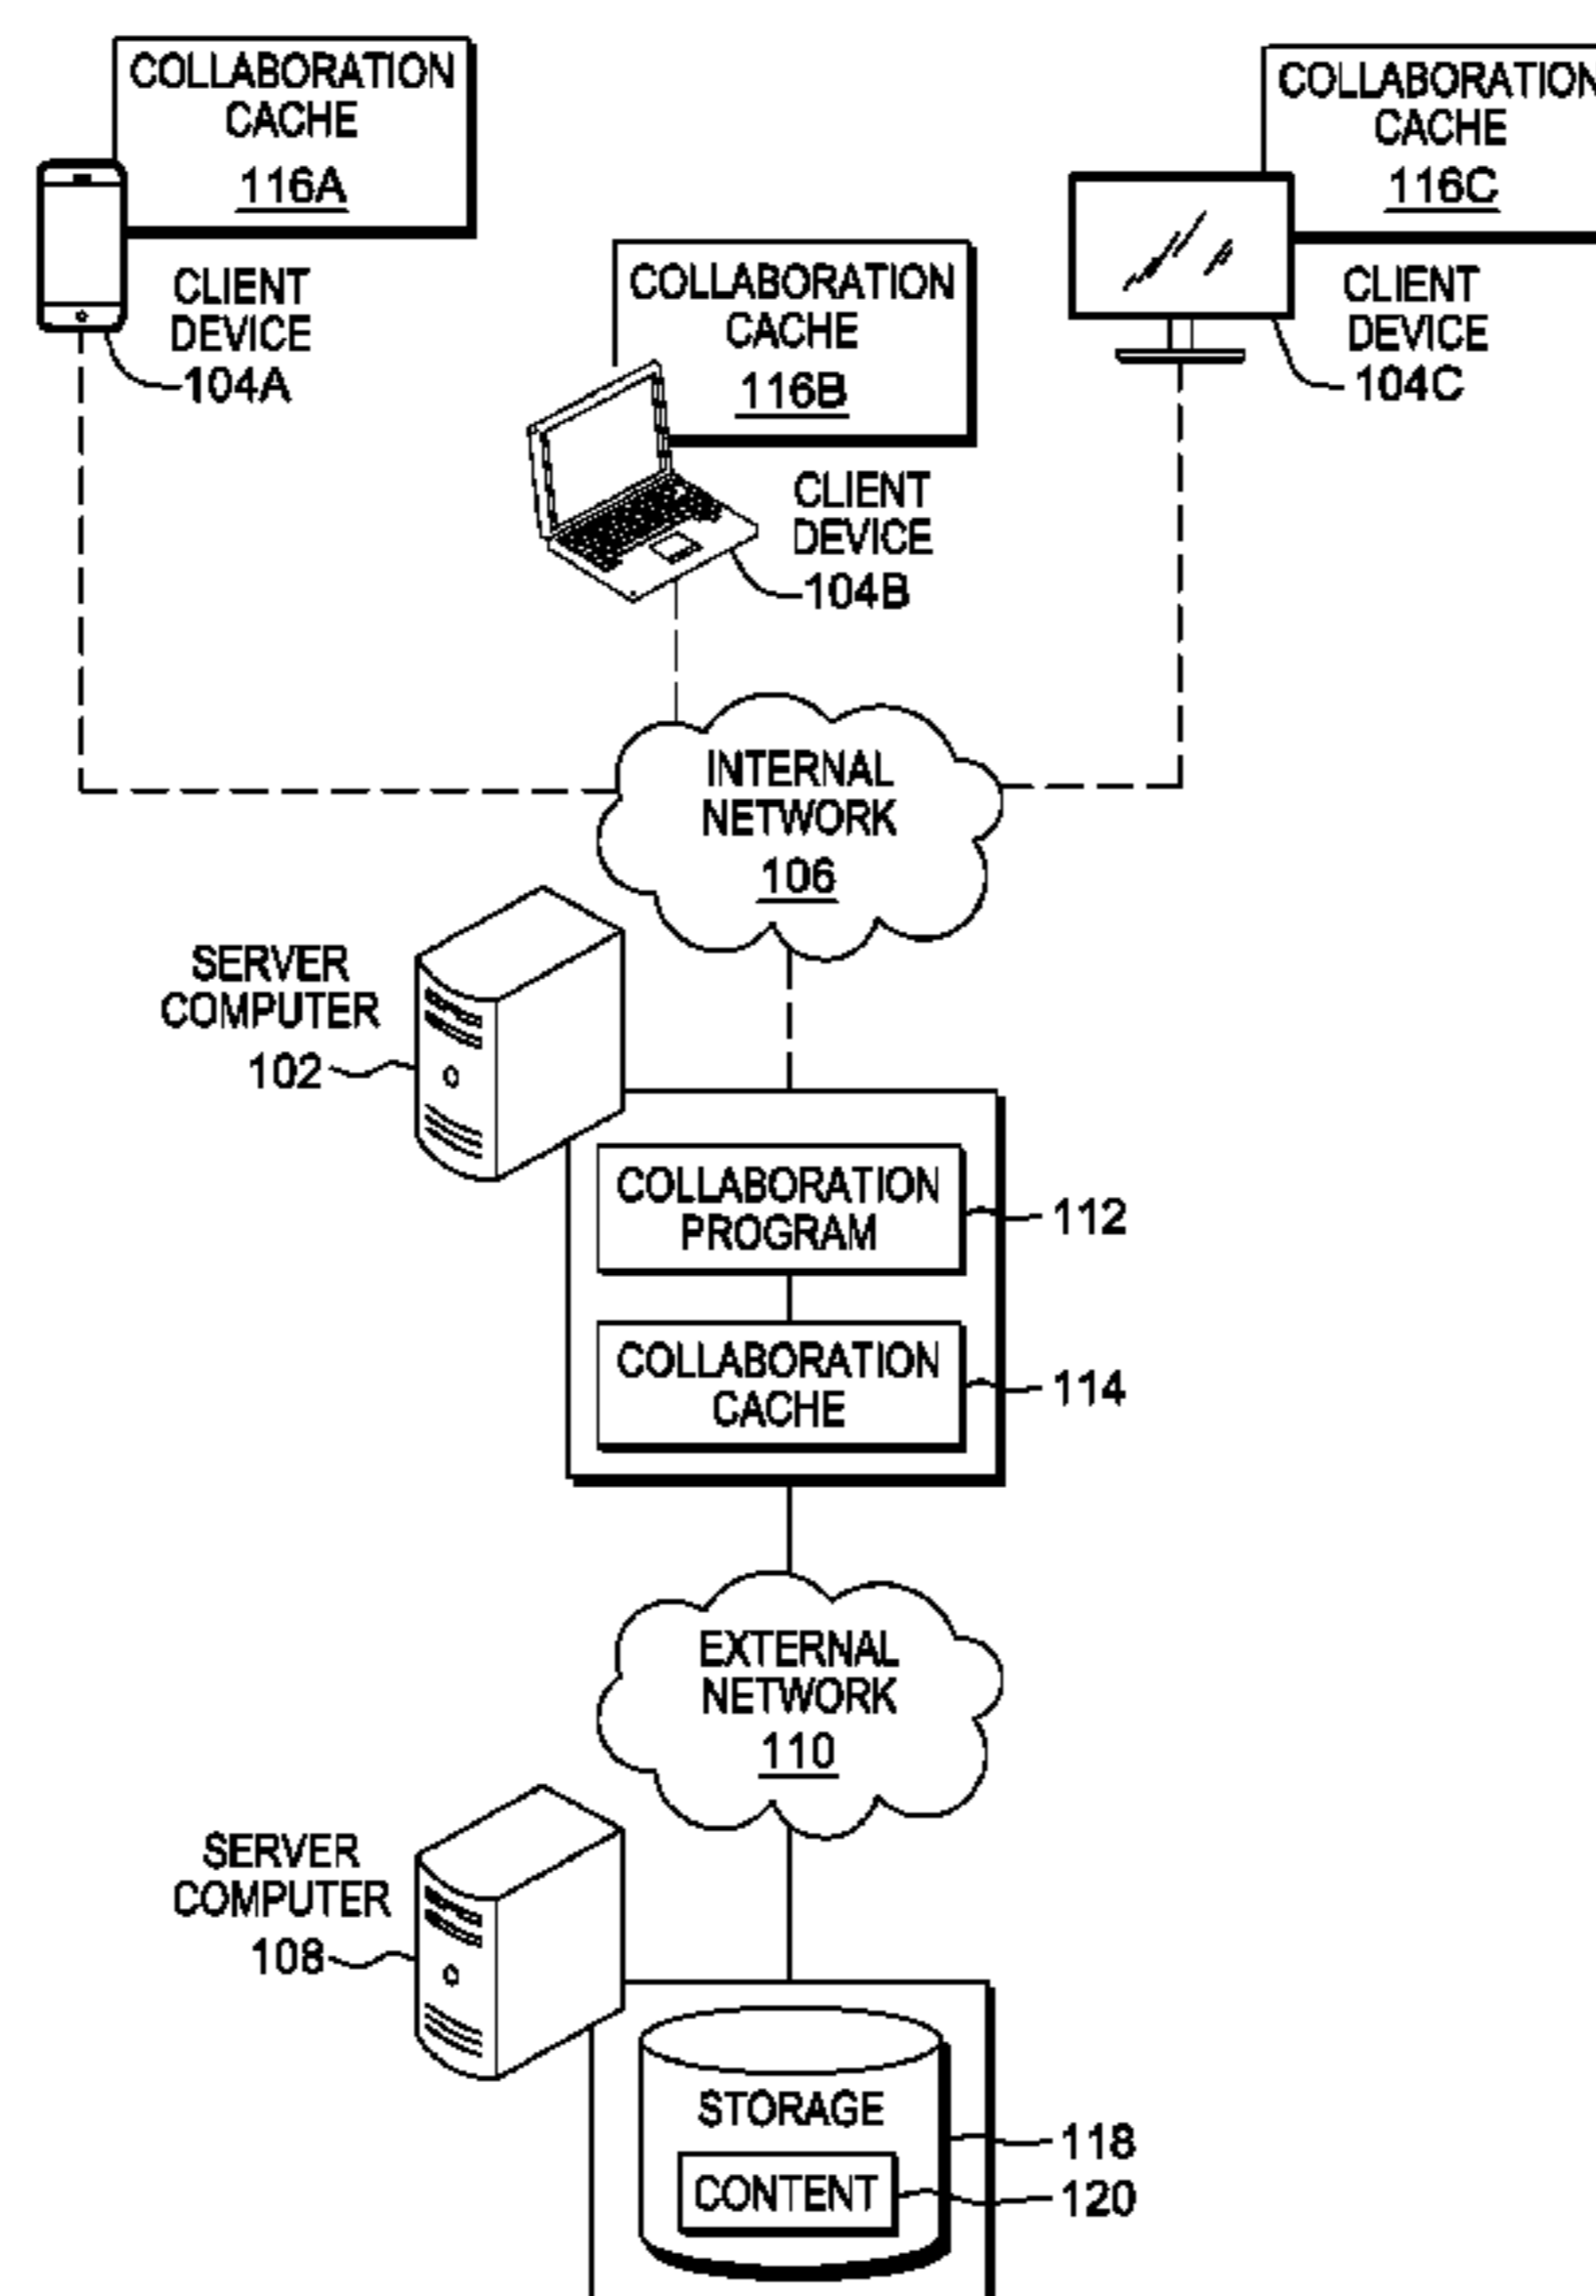 COLLABORATION
CACHE
116A
CLIENT
DEVICE
104A
COLLABORATION
CACHE
116B
CLIENT
DEVICE
104B
COLLABORATION
CACHE
116C
CLIENT
DEVICE
104C
INTERNAL
NETWORK
106
SERVER
COMPUTER
102
COLLABORATION
PROGRAM
112
COLLABORATION
CACHE
114
EXTERNAL
NETWORK
110
SERVER
COMPUTER
108
STORAGE
118
CONTENT
120